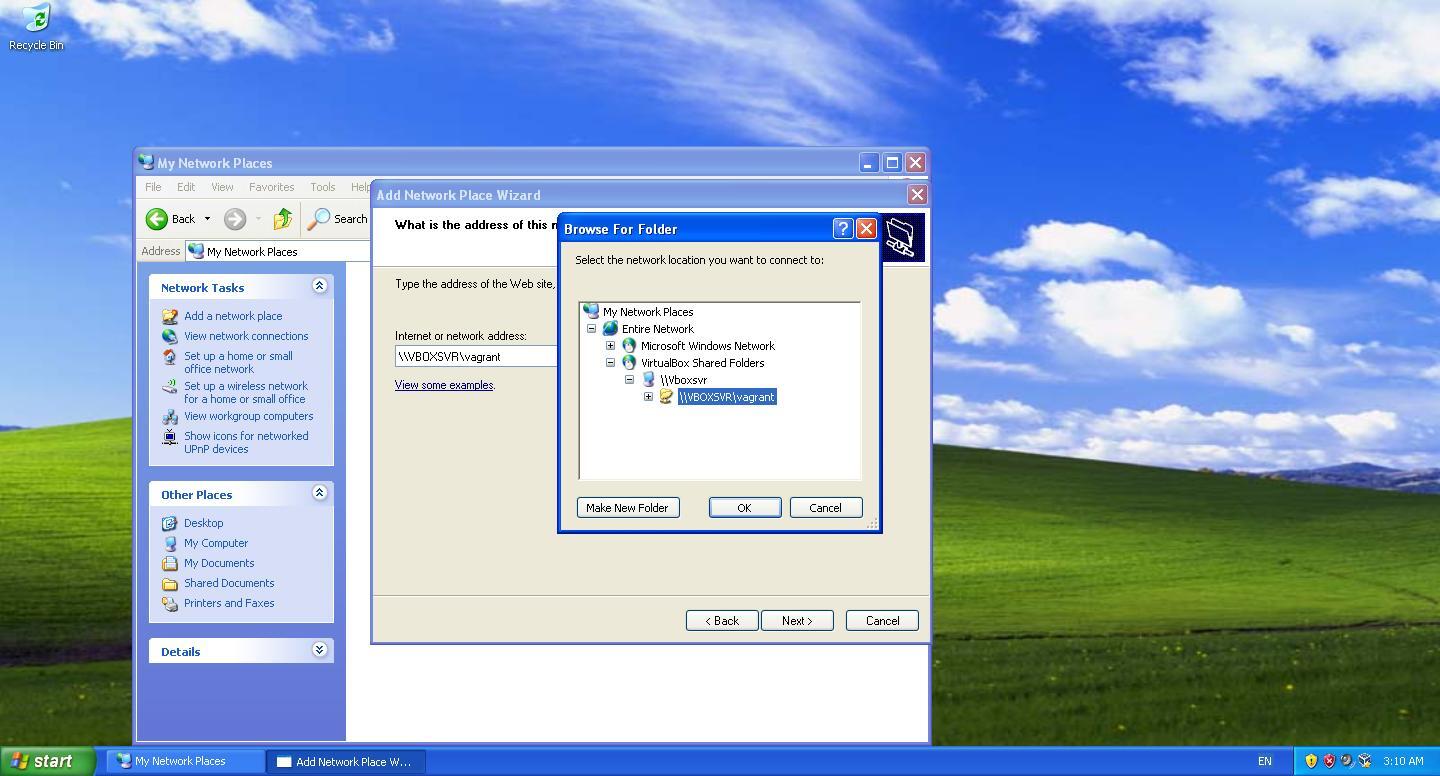 Recycle Bin
My Network Places
File Edit View Favorites Tools Help
Back
Search
Address My Network Places
Network Tasks
Add a network place
View network connections
Set up a home or small
office network
Set up a wireless network
for a home or small office
View workgroup computers
Show icons for networked
UPnP devices
Other Places
Desktop
My Computer
My Documents
Shared Documents
Printers and Faxes
Details
Add Network Place Wizard
What is the address of this
Type the address of the Web site,
Internet or network address:
\\VBOXSVR\vagrant
View some examples.
< Back Next > Cancel
Browse For Folder
Select the network location you want to connect to:
My Network Places
Entire Network
Microsoft Windows Network
VirtualBox Shared Folders
\\Vboxsvr
\\VBOXSVR\vagrant
Make New Folder OK Cancel
start My Network Places Add Network Place W... EN 3:10 AM